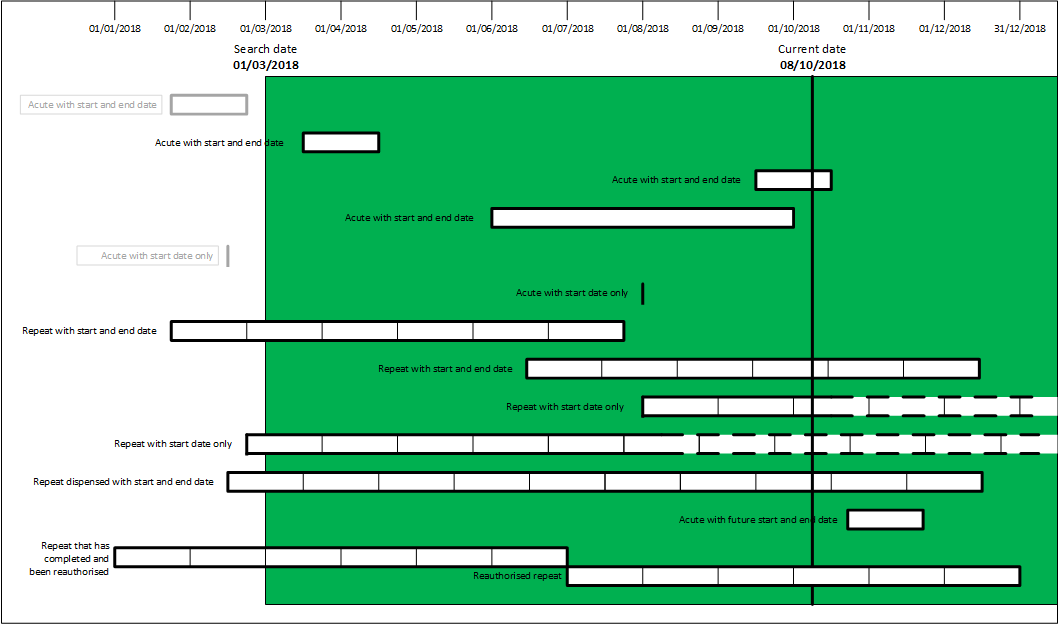 01/01/2018 01/02/2018 01/03/2018 01/04/2018 01/05/2018 01/06/2018 01/07/2018 01/08/2018 01/09/2018 01/10/2018 01/11/2018 01/12/2018 31/12/2018
Search date
01/03/2018
Current date
08/10/2018
Acute with start and end date
Acute with start and end date
Acute with start and end date
Acute with start and end date
Acute with start date only
Acute with start date only
Repeat with start and end date
Repeat with start and end date
Repeat with start date only
Repeat with start date only
Repeat dispensed with start and end date
Acute with future start and end date
Repeat that has
completed and
been reauthorised
Reauthorised repeat